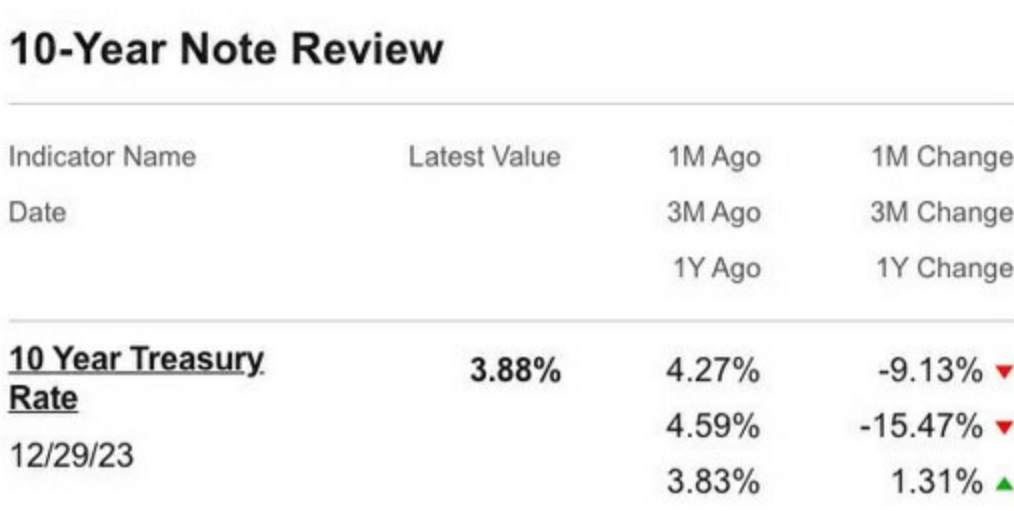 10-Year Note Review
Indicator Name Latest Value 1M Ago 1M Change
Date 3M Ago 3M Change
1Y Ago 1Y Change
10 Year Treasury
Rate
3.88% 4.27% -9.13%
4.59% -15.47%
12/29/23
3.83% 1.31%